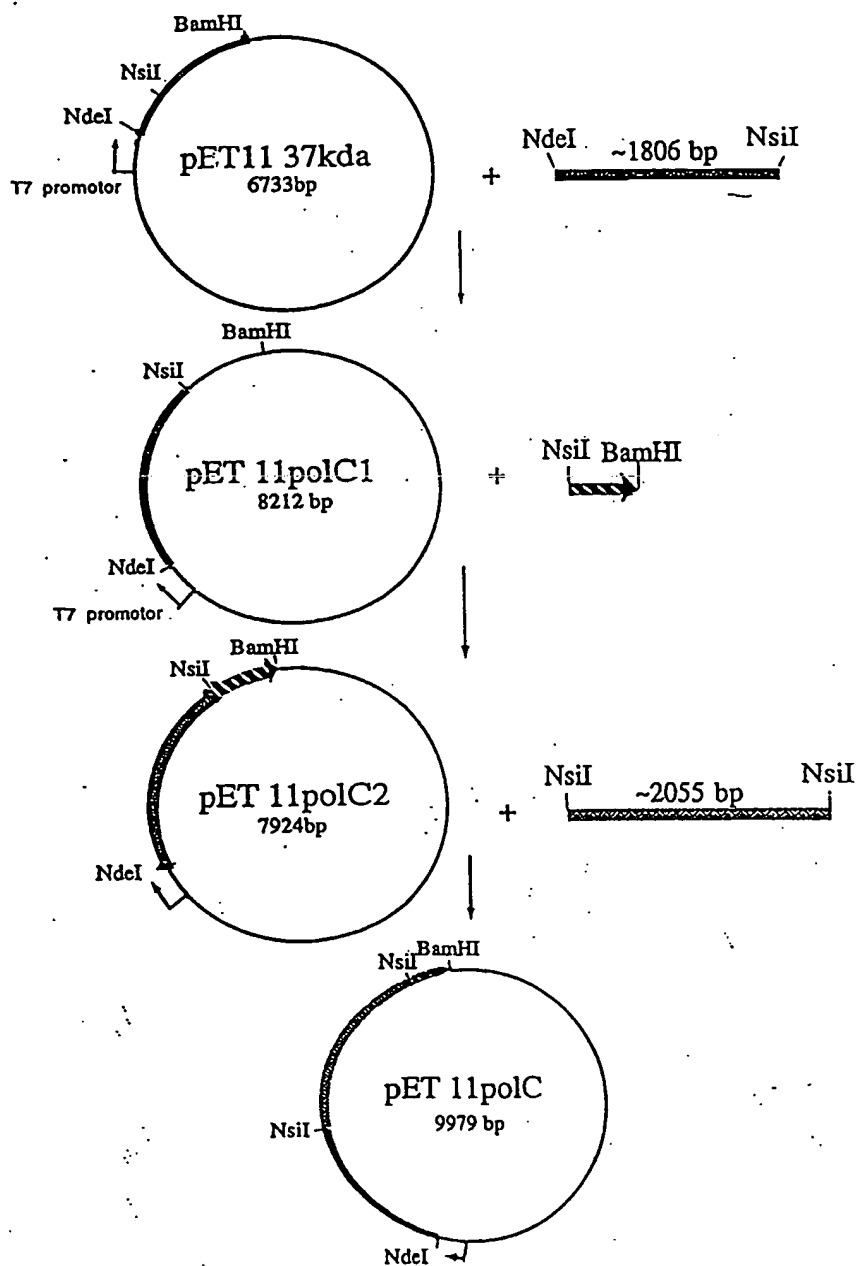 BamHI
NsiI
NdeI
T7 promotor
pET11 37kda
6733bp
+
NdeI
~1806 bp
NsiI
BamHI
NsiI
pET 11polC1
8212 bp
NdeI
T7 promotor
+
NsiI BamHI
BamHI
NsiI
pET 11polC2
7924bp
NdeI
+
NsiI
~2055 bp
NsiI
BamHI
NsiI
pET 11polC
9979 bp
NsiI
NdeI